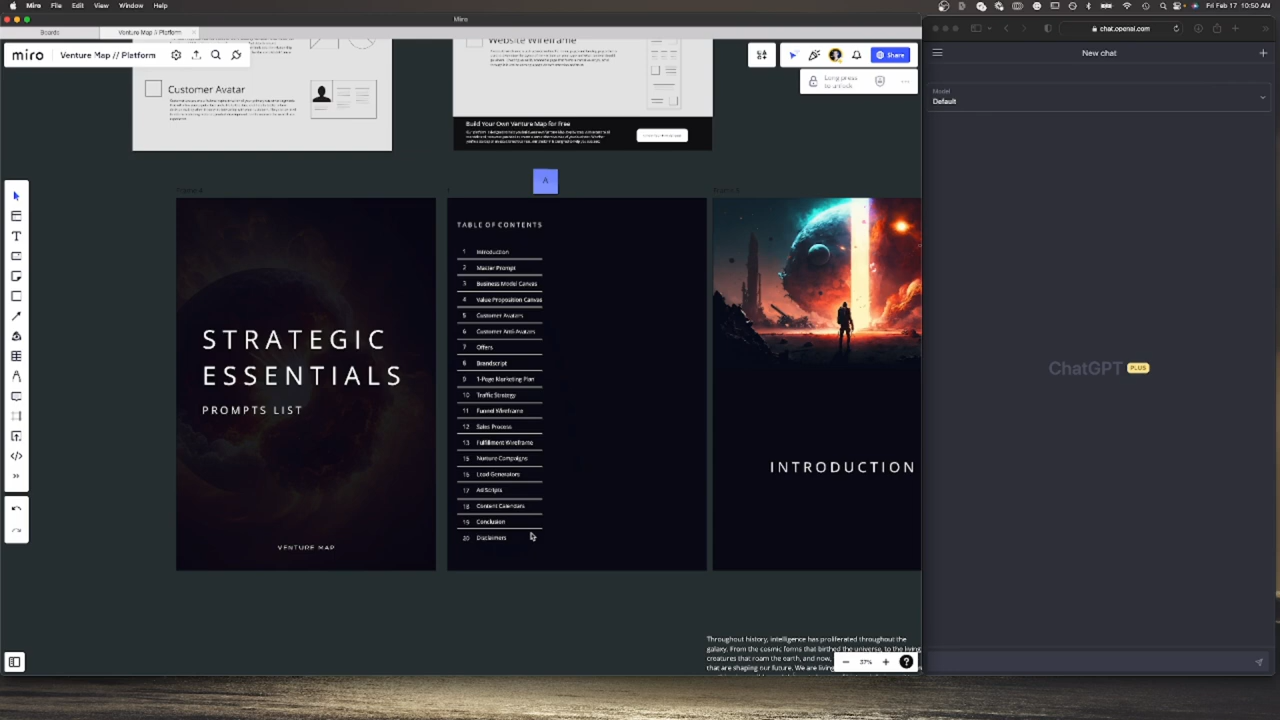 Miro File Edit View Window Help
Fri Feb 17 10:50 AM
Miro
Boards
Venture Map // Platform
chat.openai.com
miro
Venture Map // Platform
Share
New chat
Long press
to unlock
Model
Default
Website Wireframe
Customer Avatar
Build Your Own Venture Map for Free
A
TABLE OF CONTENTS
1 Introduction
2 Master Prompt
3 Business Model Canvas
4 Value Proposition Canvas
5 Customer Avatars
6 Customer Anti-Avatars
7 Offers
8 Brandscript
9 1-Page Marketing Plan
10 Traffic Strategy
11 Funnel Wireframe
12 Sales Process
13 Fulfillment Wireframe
15 Nurture Campaigns
16 Lead Generators
17 Ad Scripts
18 Content Calendars
19 Conclusion
20 Disclaimers
STRATEGIC
ESSENTIALS
PROMPTS LIST
VENTURE MAP
INTRODUCTION
ChatGPT PLUS
Throughout history, intelligence has proliferated throughout the
galaxy. From the cosmic forms that birthed the universe, to the living
creatures that roam the earth, and now,
that are shaping our future. We are living
37%